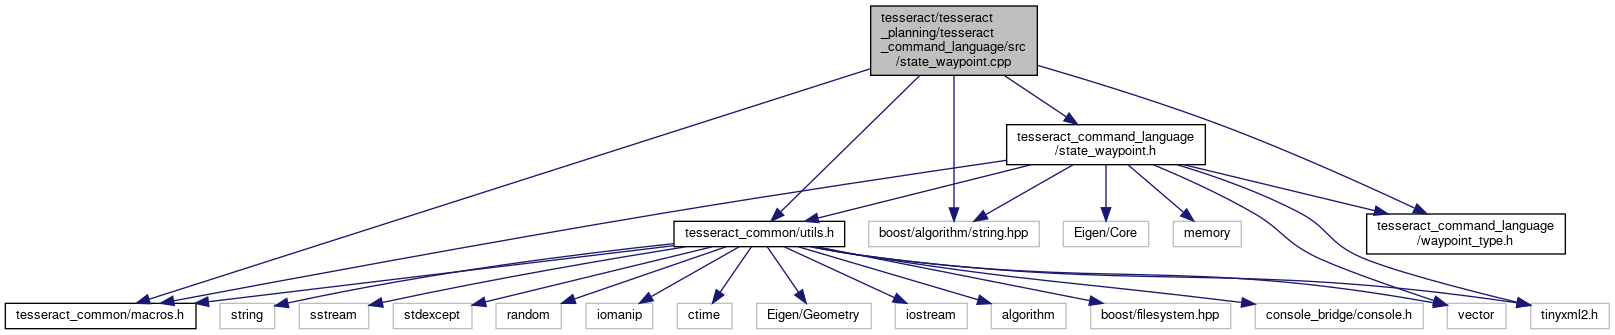 tesseract/tesseract
_planning/tesseract
_command_language/src
/state_waypoint.cpp
tesseract_command_language
/state_waypoint.h
tesseract_common/utils.h
boost/algorithm/string.hpp
Eigen/Core
memory
tesseract_command_language
/waypoint_type.h
tesseract_common/macros.h
string
sstream
stdexcept
random
iomanip
ctime
Eigen/Geometry
iostream
algorithm
boost/filesystem.hpp
console_bridge/console.h
vector
tinyxml2.h